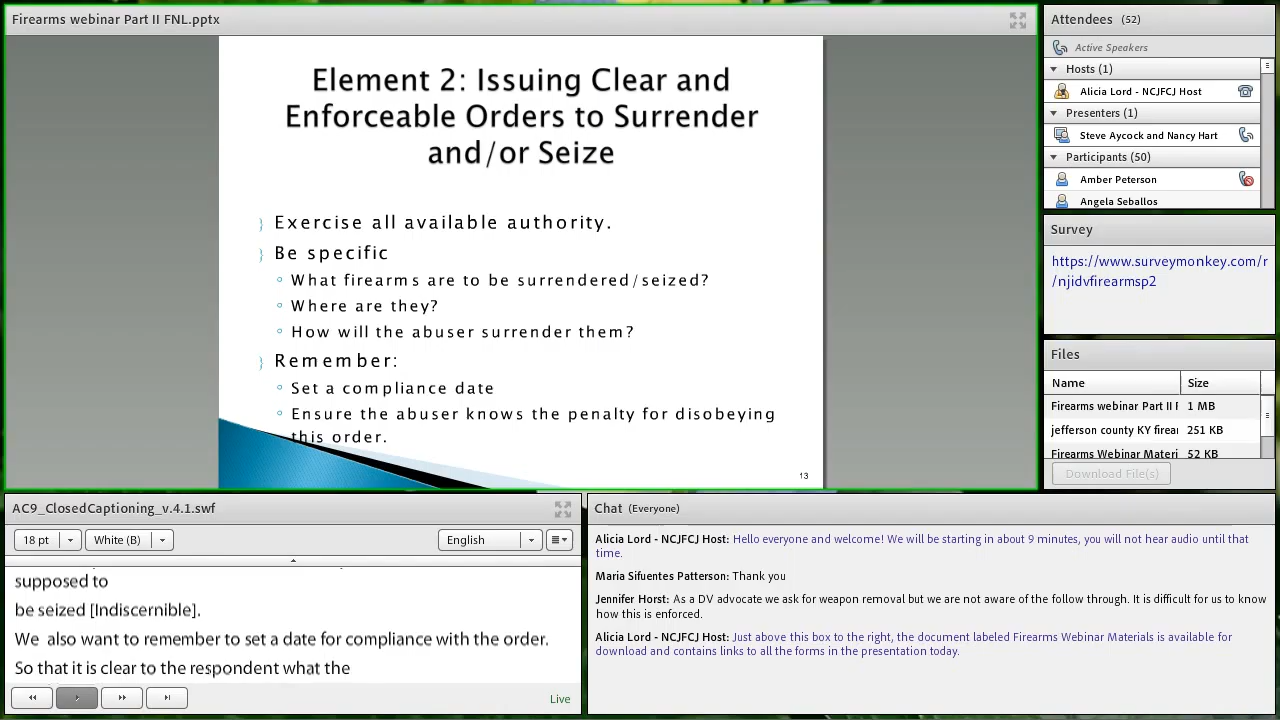 Firearms webinar Part II FNL.pptx
Element 2: Issuing Clear and
Enforceable Orders to Surrender
and/or Seize
Exercise all available authority.
Be specific
What firearms are to be surrendered/seized?
Where are they?
How will the abuser surrender them?
Remember:
Set a compliance date
Ensure the abuser knows the penalty for disobeying
this order.
13
Attendees (52)
Active Speakers
Hosts (1)
Alicia Lord - NCJFCJ Host
Presenters (1)
Steve Aycock and Nancy Hart
Participants (50)
Amber Peterson
Angela Seballos
Survey
https://www.surveymonkey.com/r
/njidvfirearmsp2
Files
Name Size
Firearms webinar Part II F 1 MB
jefferson county KY firear 251 KB
Firearms Webinar Materi 52 KB
Download File(s)
AC9_ClosedCaptioning_v.4.1.swf
18 pt White (B) English
supposed to
be seized [Indiscernible].
We also want to remember to set a date for compliance with the order.
So that it is clear to the respondent what the
Live
Chat (Everyone)
Alicia Lord - NCJFCJ Host: Hello everyone and welcome! We will be starting in about 9 minutes, you will not hear audio until that
time.
Maria Sifuentes Patterson: Thank you
Jennifer Horst: As a DV advocate we ask for weapon removal but we are not aware of the follow through. It is difficult for us to know
how this is enforced.
Alicia Lord - NCJFCJ Host: Just above this box to the right, the document labeled Firearms Webinar Materials is available for
download and contains links to all the forms in the presentation today.